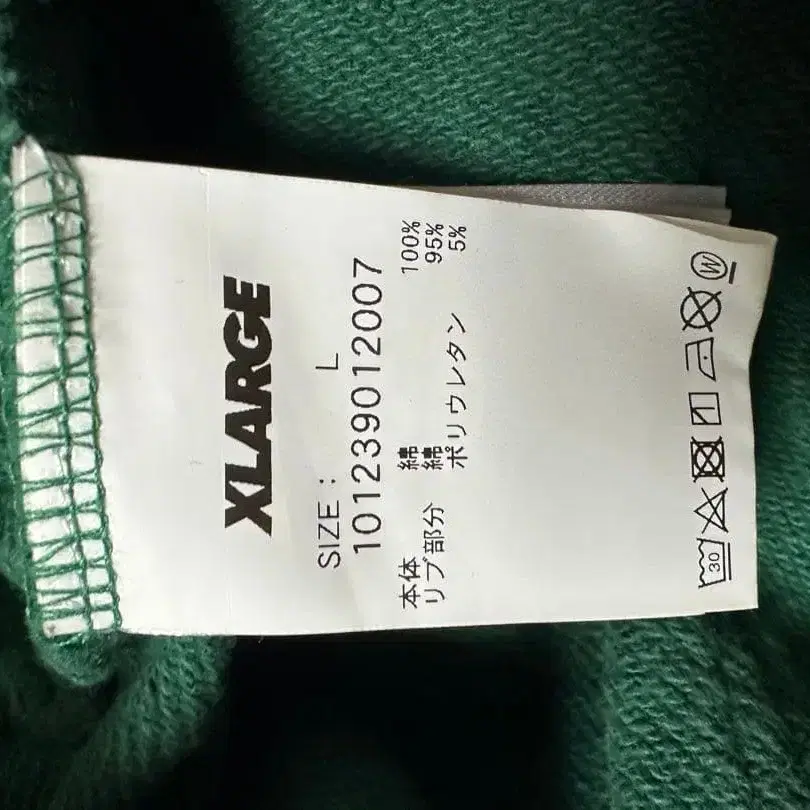 XLARGE
SIZE : L
101239012007
本体 綿 100%
リブ部分 綿 95%
ポリウレタン 5%
30 W